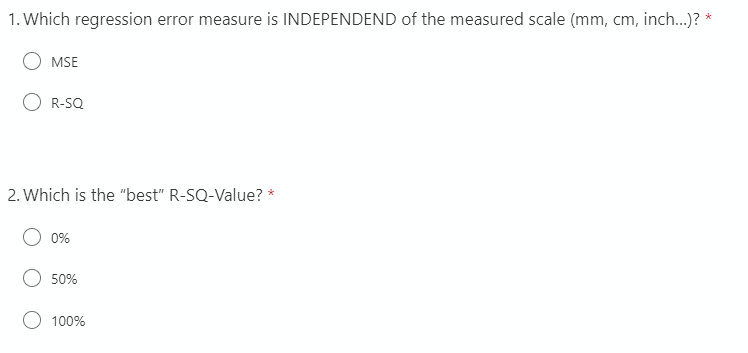 1. Which regression error measure is INDEPENDEND of the measured scale (mm, cm, inch...)? *
MSE
R-SQ
2. Which is the “best” R-SQ-Value? *
0%
50%
100%